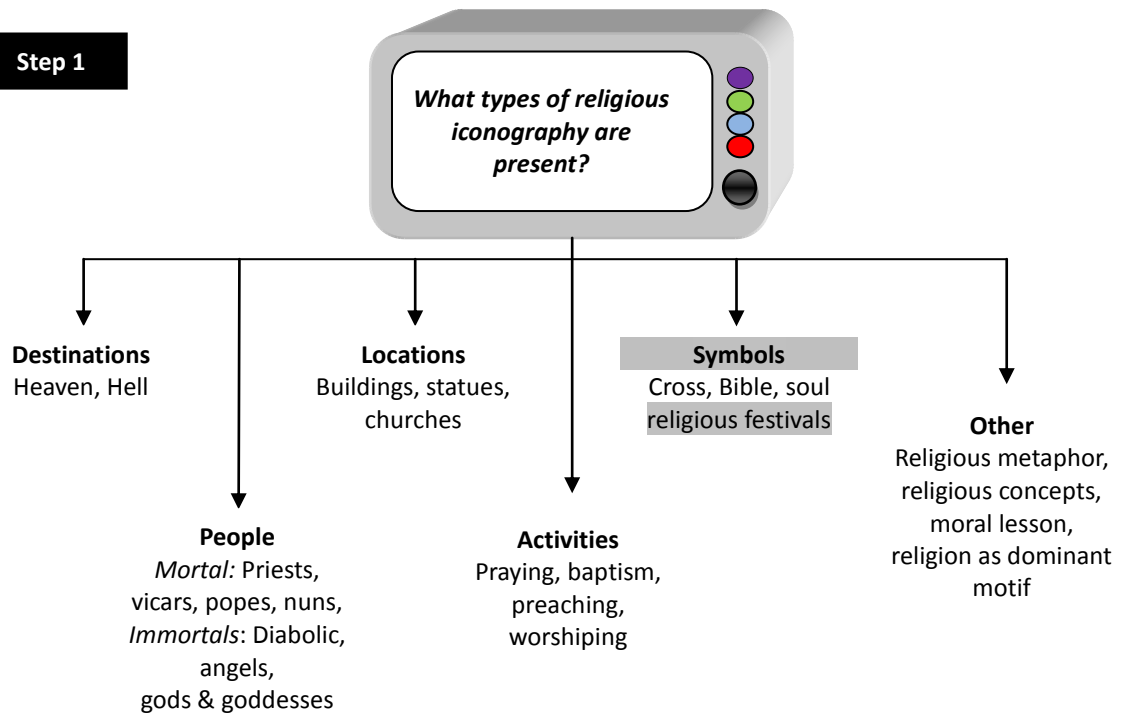 Step 1
What types of religious
iconography are
present?
Destinations
Heaven, Hell
Locations
Buildings, statues,
churches
Symbols
Cross, Bible, soul
religious festivals
Other
Religious metaphor,
religious concepts,
moral lesson,
religion as dominant
motif
People
Mortal: Priests,
vicars, popes, nuns,
Immortals: Diabolic,
angels,
gods & goddesses
Activities
Praying, baptism,
preaching,
worshiping